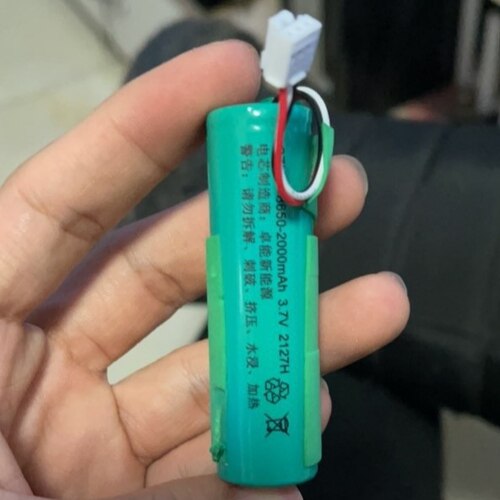 8650-2000mAh 3.7V 2127H
电芯制造商：卓能新能源
警告：请勿拆解、刺破、挤压、水浸、加热